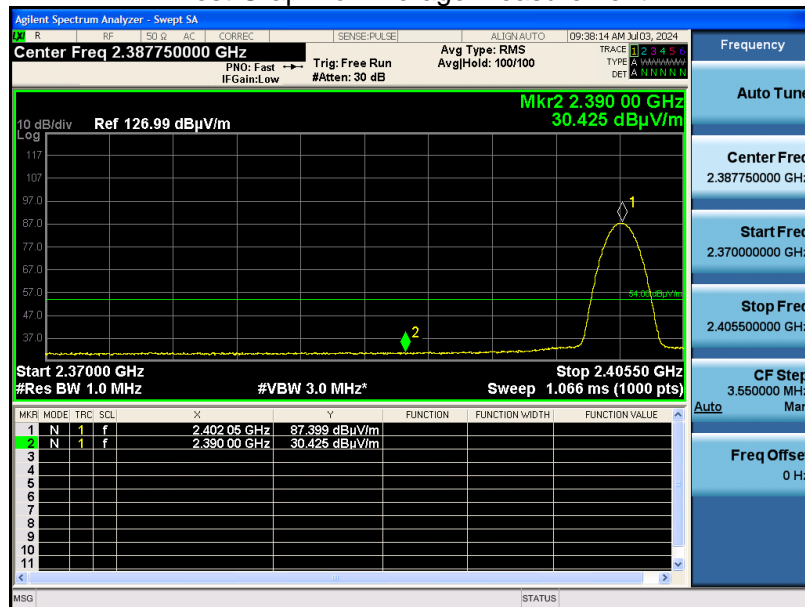 Agilent Spectrum Analyzer - Swept SA
LXI R RF 50 Ω AC CORREC SENSE:PULSE ALIGN AUTO 09:38:14 AM Jul 03, 2024
Center Freq 2.387750000 GHz
PNO: Fast
IFGain:Low
Trig: Free Run
#Atten: 30 dB
Avg Type: RMS
Avg|Hold: 100/100
TRACE 1 2 3 4 5 6
TYPE A WWWWW
DET A N N N N N
Mkr2 2.390 00 GHz
30.425 dBµV/m
10 dB/div Ref 126.99 dBµV/m
Log
117
107
97.0
87.0
77.0
67.0
57.0
47.0
37.0
1
54.00 dBµV/m
2
Start 2.37000 GHz Stop 2.40550 GHz
#Res BW 1.0 MHz #VBW 3.0 MHz* Sweep 1.066 ms (1000 pts)
MKR MODE TRC SCL X Y FUNCTION FUNCTION WIDTH FUNCTION VALUE
1 N 1 f 2.402 05 GHz 87.399 dBµV/m
2 N 1 f 2.390 00 GHz 30.425 dBµV/m
3
4
5
6
7
8
9
10
11
MSG STATUS
Frequency
Auto Tune
Center Freq
2.387750000 GHz
Start Freq
2.370000000 GHz
Stop Freq
2.405500000 GHz
CF Step
3.550000 MHz
Auto Man
Freq Offset
0 Hz